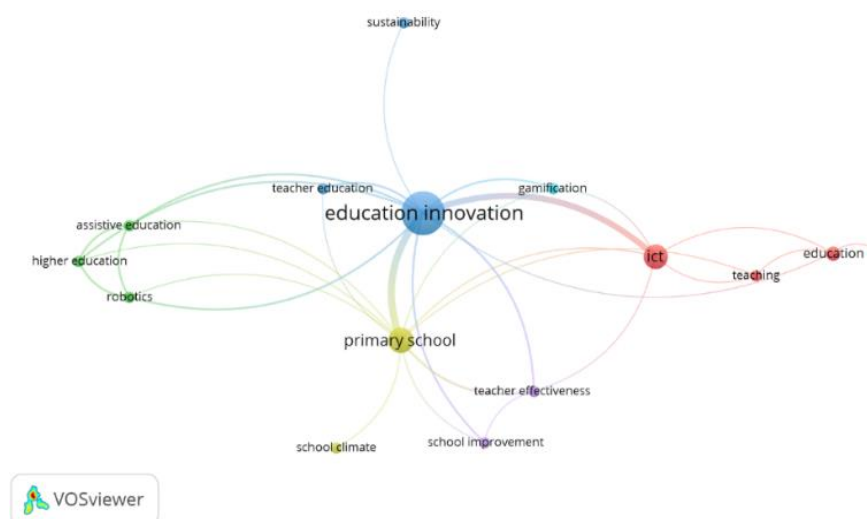 sustainability
teacher education
gamification
education innovation
assistive education
higher education
robotics
ict
education
teaching
primary school
teacher effectiveness
school climate
school improvement
VOSviewer